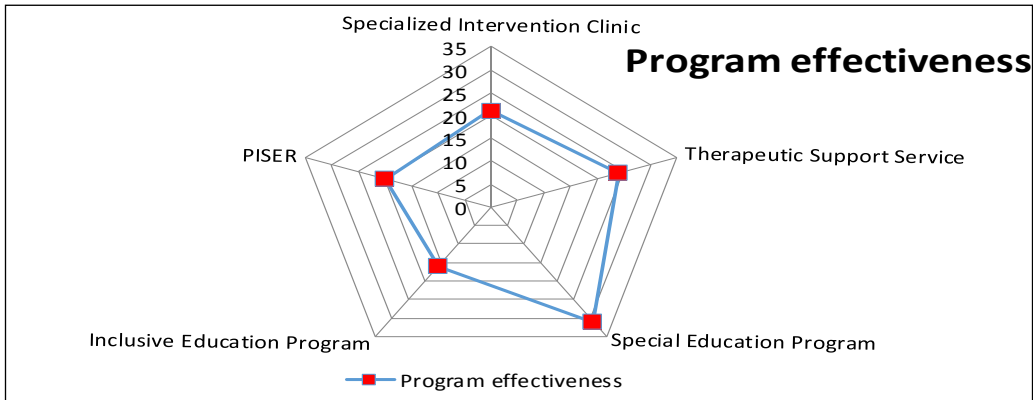 Specialized Intervention Clinic
Program effectiveness
35
30
25
20
15
10
5
0
PISER
Therapeutic Support Service
Inclusive Education Program
Special Education Program
Program effectiveness